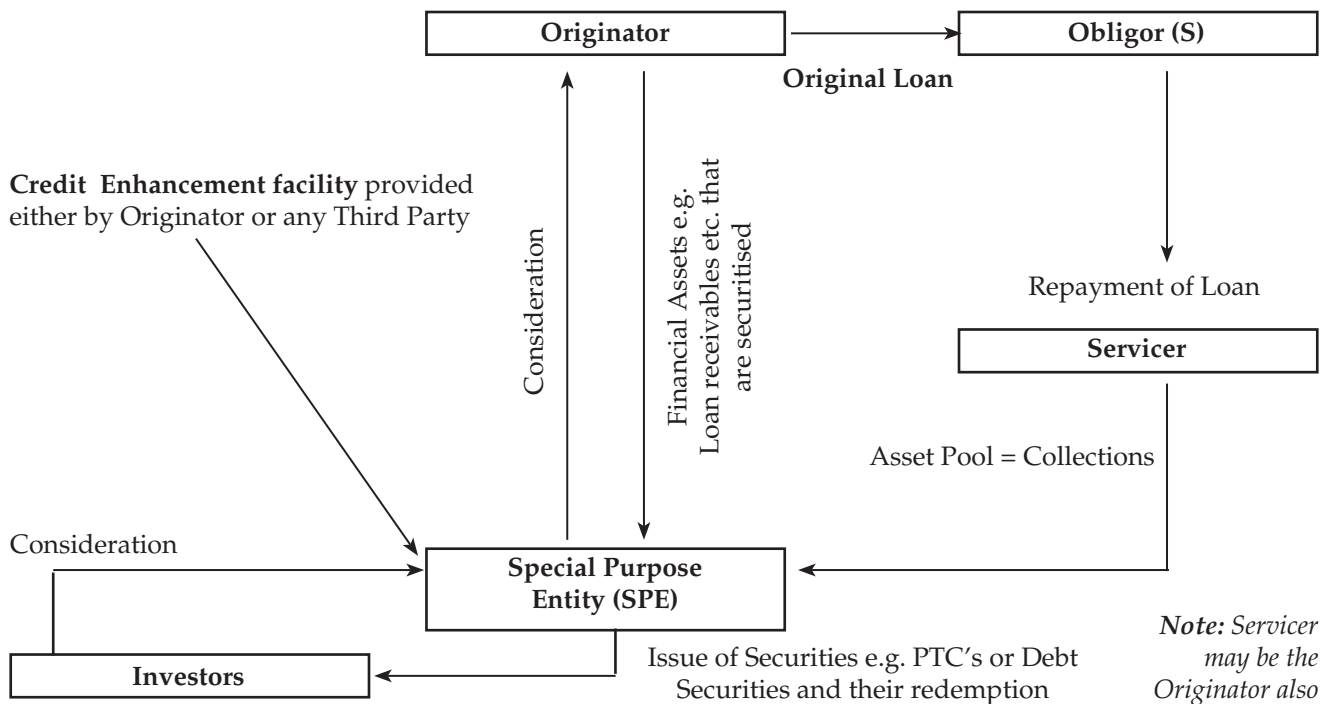 Originator
Obligor (S)
Original Loan
Credit Enhancement facility provided
either by Originator or any Third Party
Consideration
Financial Assets e.g.
Loan receivables etc. that
are securitised
Repayment of Loan
Servicer
Asset Pool = Collections
Consideration
Special Purpose
Entity (SPE)
Investors
Issue of Securities e.g. PTC's or Debt
Securities and their redemption
Note: Servicer
may be the
Originator also